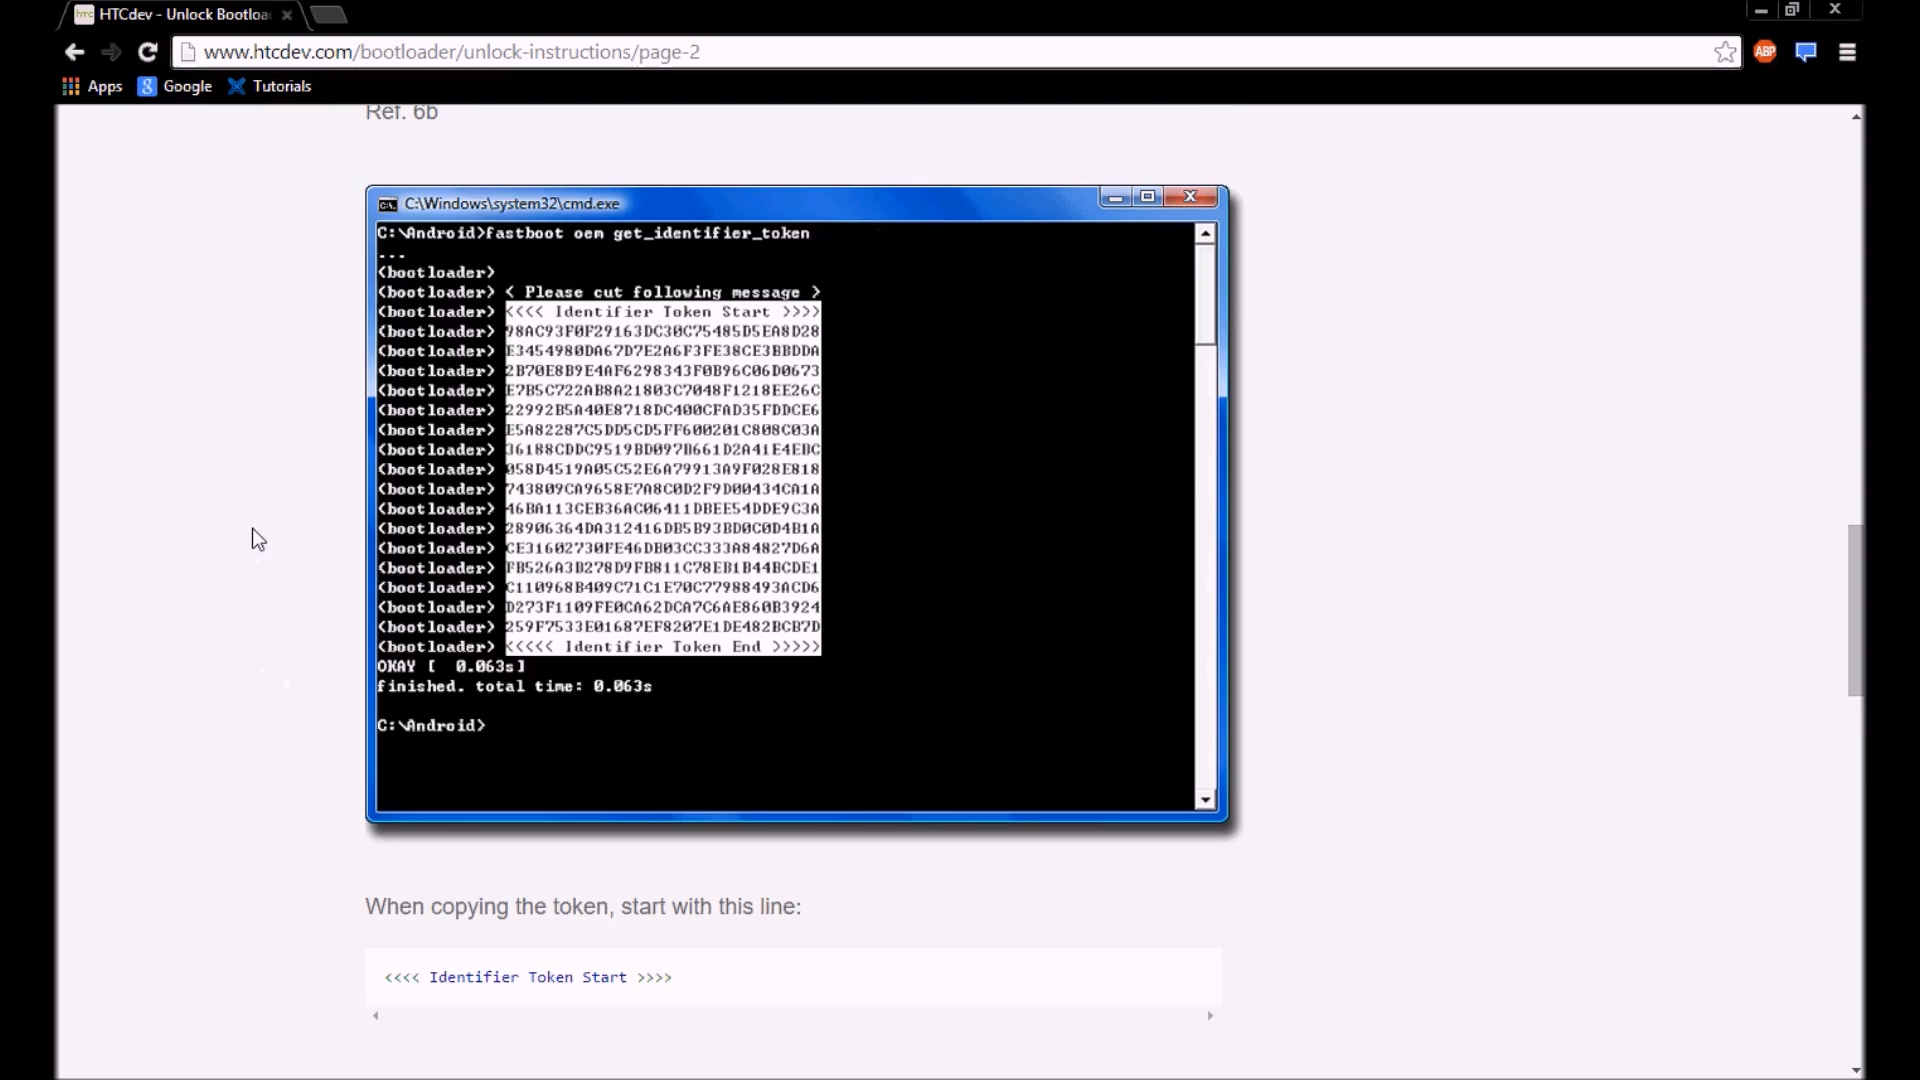 HTCdev - Unlock Bootloa
www.htcdev.com/bootloader/unlock-instructions/page-2
ABP
Apps Google Tutorials
Ref. 6b
C:\Windows\system32\cmd.exe
C:\Android>fastboot oem get_identifier_token
...
(bootloader)
(bootloader) < Please cut following message >
(bootloader) <<<< Identifier Token Start >>>>
(bootloader) 98AC93F0F29163DC30C75485D5EA8D28
(bootloader) E3454980DA67D7E2A6F3FE38CE3BBDDA
(bootloader) 2B70E8B9E4AF6298343F0B96C06D0673
(bootloader) E7B5C722AB8A21803C7048F1218EE26C
(bootloader) 22992B5A40E8718DC400CFAD35FDDCE6
(bootloader) E5A82287C5DD5CD5FF600201C808C03A
(bootloader) 36188CDDC9519BD097B661D2A41E4EBC
(bootloader) 058D4519A05C52E6A79913A9F028E818
(bootloader) 743809CA9658E7A8C0D2F9D00434CA1A
(bootloader) 46BA113CEB36AC06411DBEE54DDE9C3A
(bootloader) 28906364DA312416DB5B93BD0C0D4B1A
(bootloader) CE31602730FE46DB03CC333A84827D6A
(bootloader) FB526A3B278D9FB811C78EB1B44BCDE1
(bootloader) C110968B409C71C1E70C77988493ACD6
(bootloader) D273F1109FE0CA62DCA7C6AE860B3924
(bootloader) 259F7533E01687EF8207E1DE482BCB7D
(bootloader) <<<<< Identifier Token End >>>>>
OKAY [  0.063s]
finished. total time: 0.063s
C:\Android>
When copying the token, start with this line:
<<<< Identifier Token Start >>>>